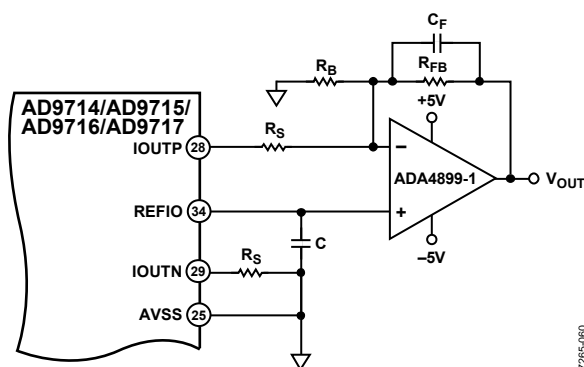 CF
RB
RFB
+5V
AD9714/AD9715/
AD9716/AD9717
IOUTP 28
RS
–
ADA4899-1
VOUT
REFIO 34
+
C
–5V
IOUTN 29
RS
AVSS 25